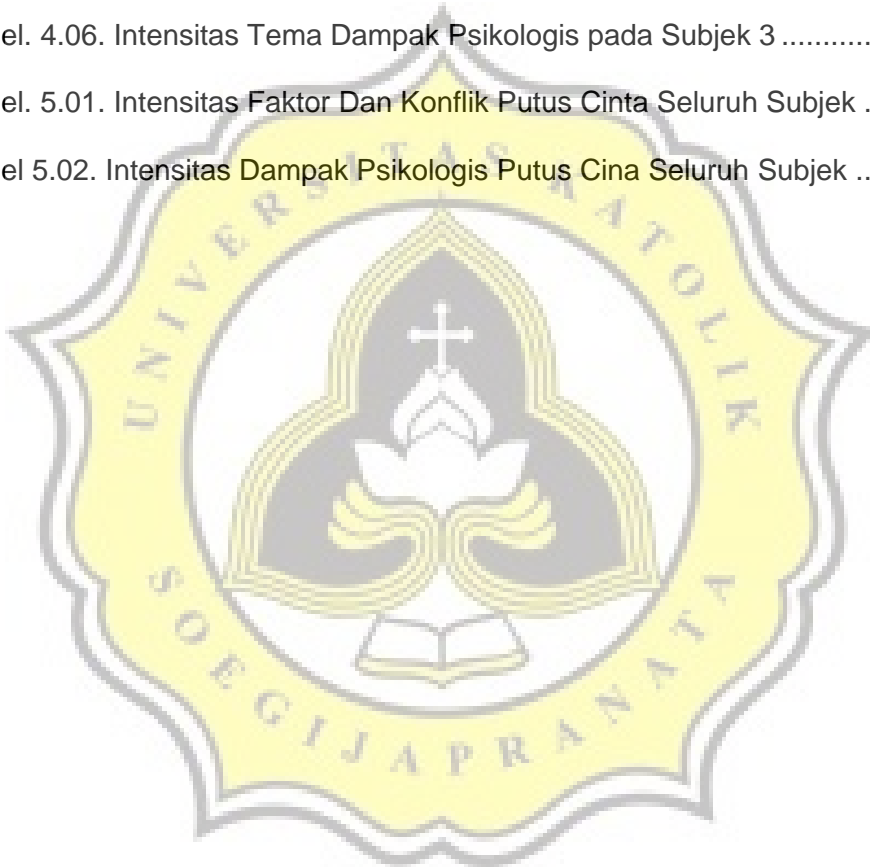 el. 4.06. Intensitas Tema Dampak Psikologis pada Subjek 3 ...........
el. 5.01. Intensitas Faktor Dan Konflik Putus Cinta Seluruh Subjek .
el 5.02. Intensitas Dampak Psikologis Putus Cina Seluruh Subjek ..
UNIVERSITAS KATOLIK
SOEGIJAPRANATA